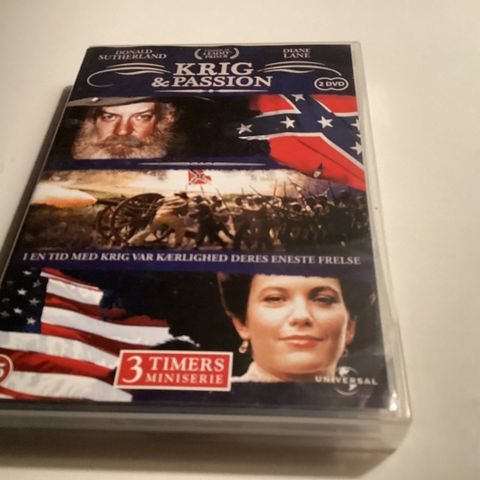 DONALD
SUTHERLAND
DIANE
LANE
KRIG
& PASSION
2 DVD
I EN TID MED KRIG VAR KÆRLIGHED DERES ENESTE FRELSE
3 TIMERS
MINISERIE
UNIVERSAL